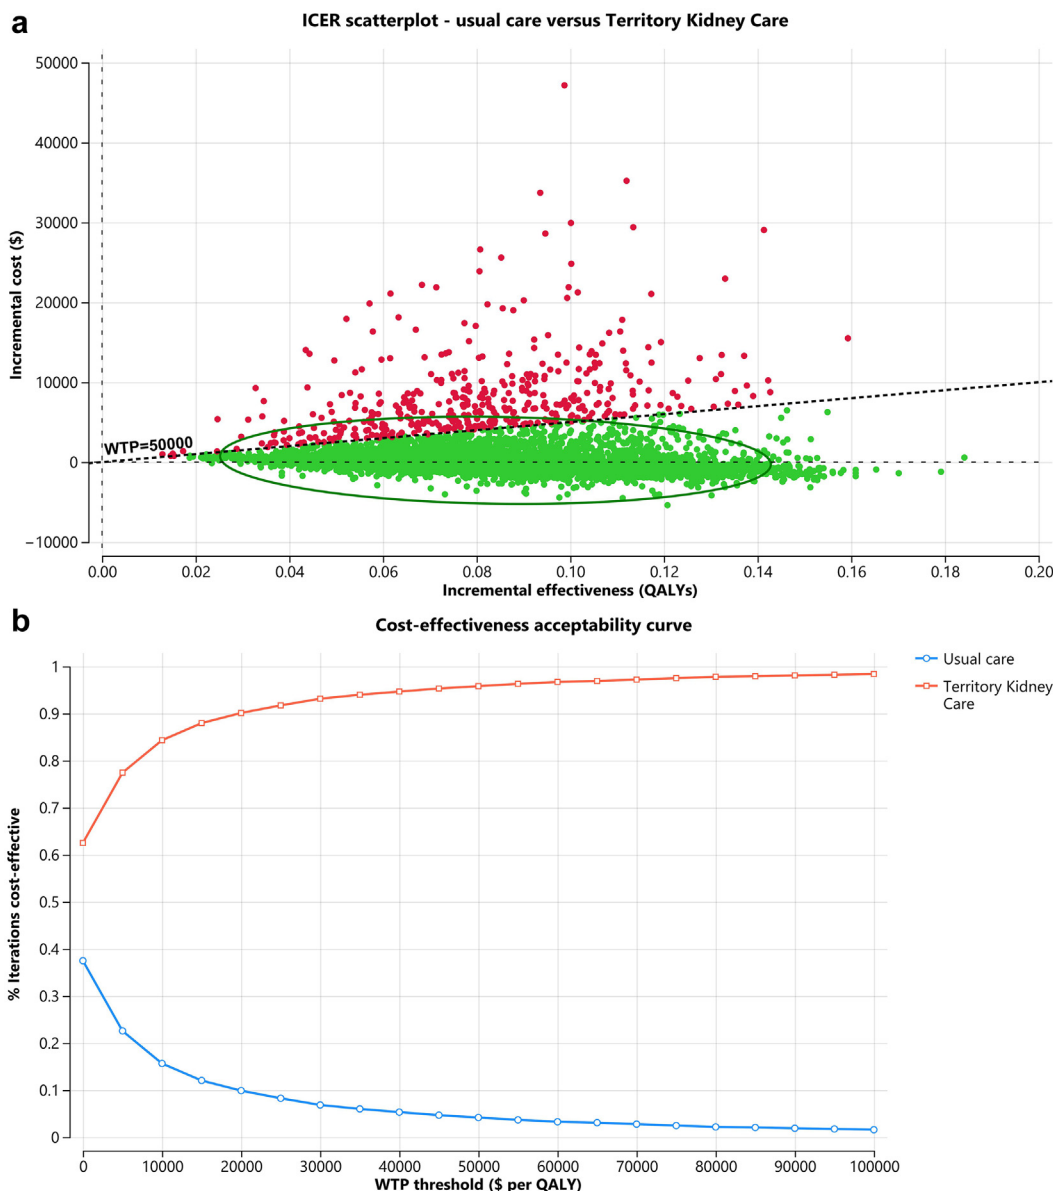 a
ICER scatterplot - usual care versus Territory Kidney Care
Incremental cost ($)
50000
40000
30000
20000
10000
0
−10000
WTP=50000
0.00 0.02 0.04 0.06 0.08 0.10 0.12 0.14 0.16 0.18 0.20
Incremental effectiveness (QALYs)
b
Cost-effectiveness acceptability curve
% Iterations cost-effective
1
0.9
0.8
0.7
0.6
0.5
0.4
0.3
0.2
0.1
0
0 10000 20000 30000 40000 50000 60000 70000 80000 90000 100000
WTP threshold ($ per QALY)
Usual care
Territory Kidney
Care